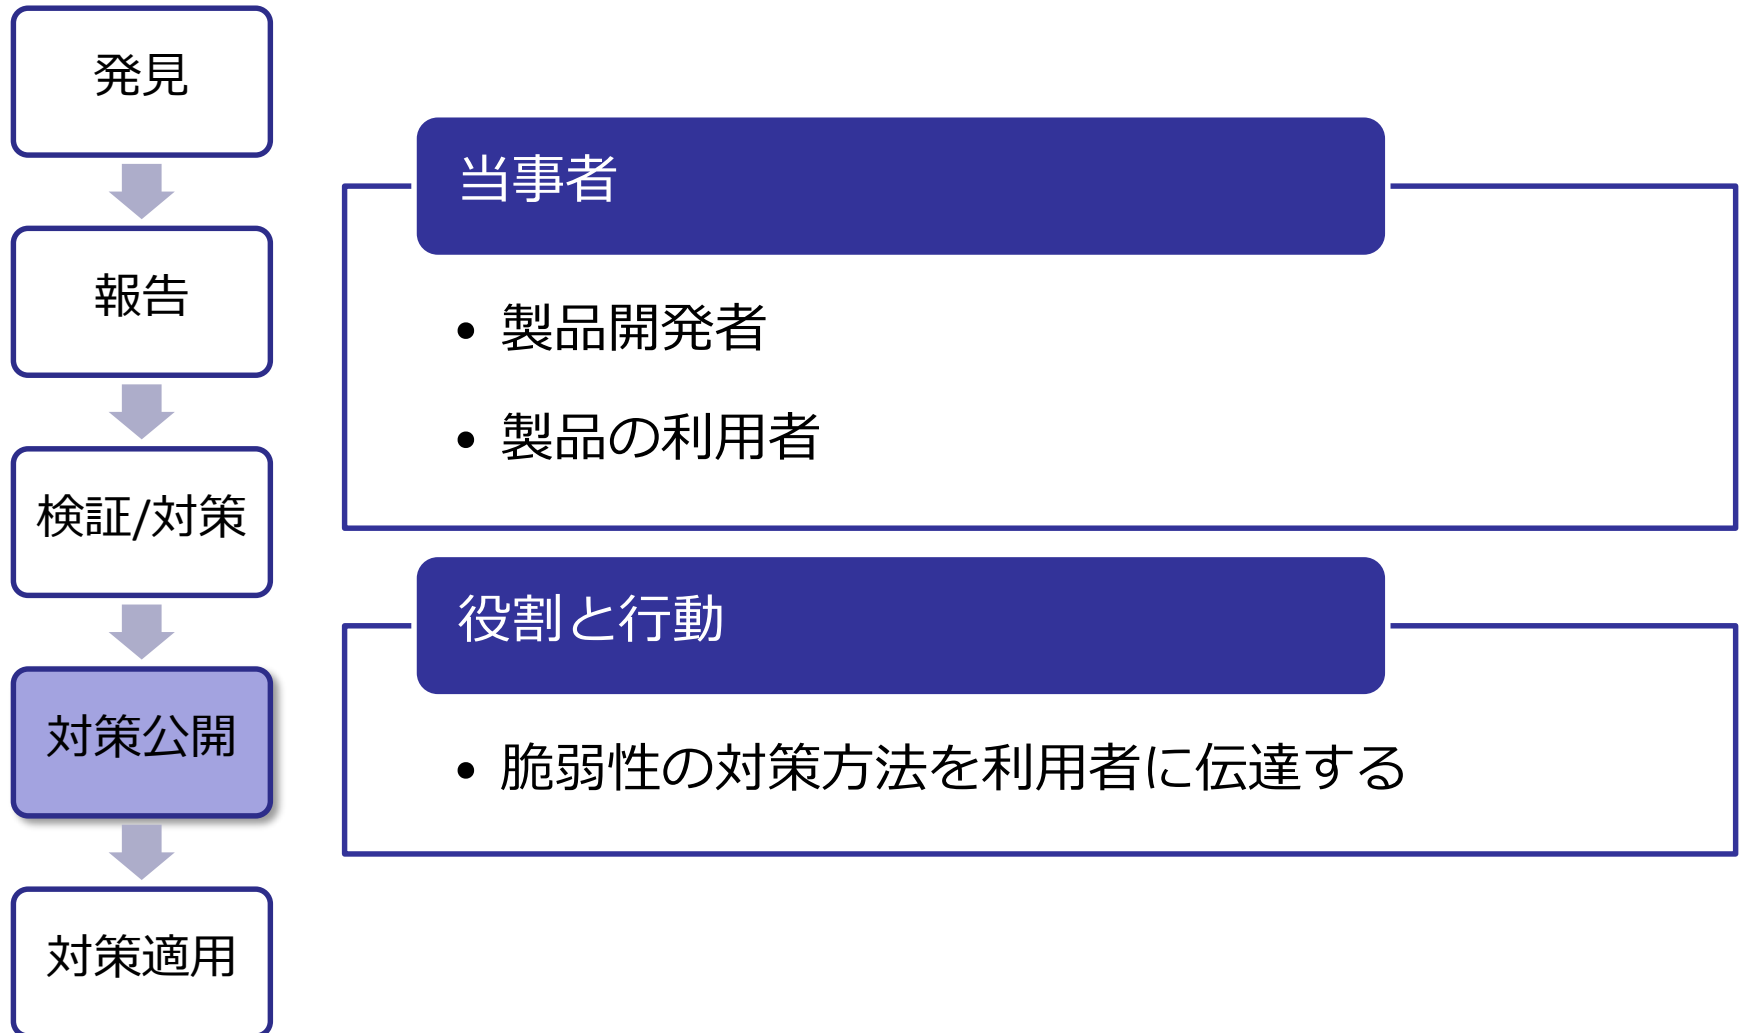 発見
報告
検証/対策
対策公開
対策適用
当事者
• 製品開発者
• 製品の利用者
役割と行動
• 脆弱性の対策方法を利用者に伝達する